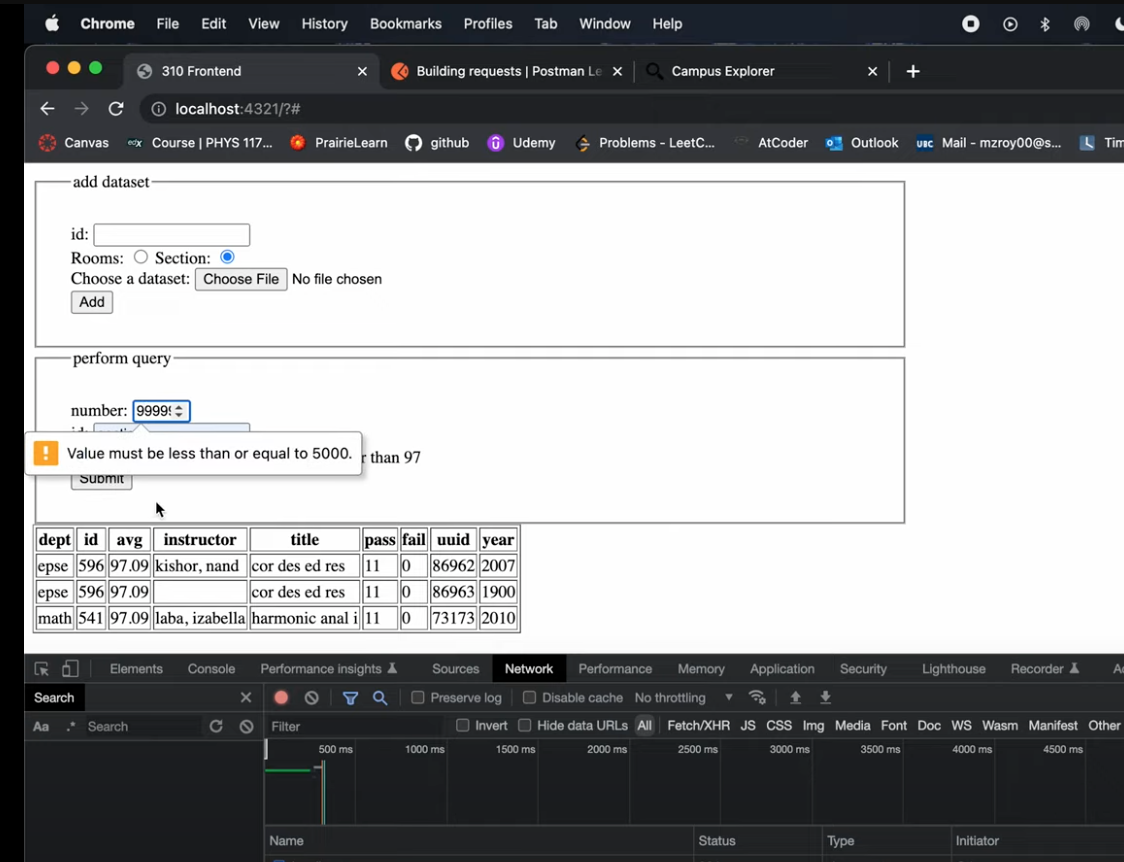 Chrome File Edit View History Bookmarks Profiles Tab Window Help
310 Frontend Building requests | Postman Le Campus Explorer
localhost:4321/?#
Canvas Course | PHYS 117... PrairieLearn github Udemy Problems - LeetC... AtCoder Outlook UBC Mail - mzroy00@s... Tim
add dataset
id:
Rooms: Section:
Choose a dataset: Choose File No file chosen
Add
perform query
number: 9999
! Value must be less than or equal to 5000. r than 97
Submit
dept id avg instructor title pass fail uuid year
epse 596 97.09 kishor, nand cor des ed res 11 0 86962 2007
epse 596 97.09 cor des ed res 11 0 86963 1900
math 541 97.09 laba, izabella harmonic anal i 11 0 73173 2010
Elements Console Performance insights Sources Network Performance Memory Application Security Lighthouse Recorder
Search Preserve log Disable cache No throttling
Aa .* Search Filter Invert Hide data URLs All Fetch/XHR JS CSS Img Media Font Doc WS Wasm Manifest Other
500 ms 1000 ms 1500 ms 2000 ms 2500 ms 3000 ms 3500 ms 4000 ms 4500 ms
Name Status Type Initiator